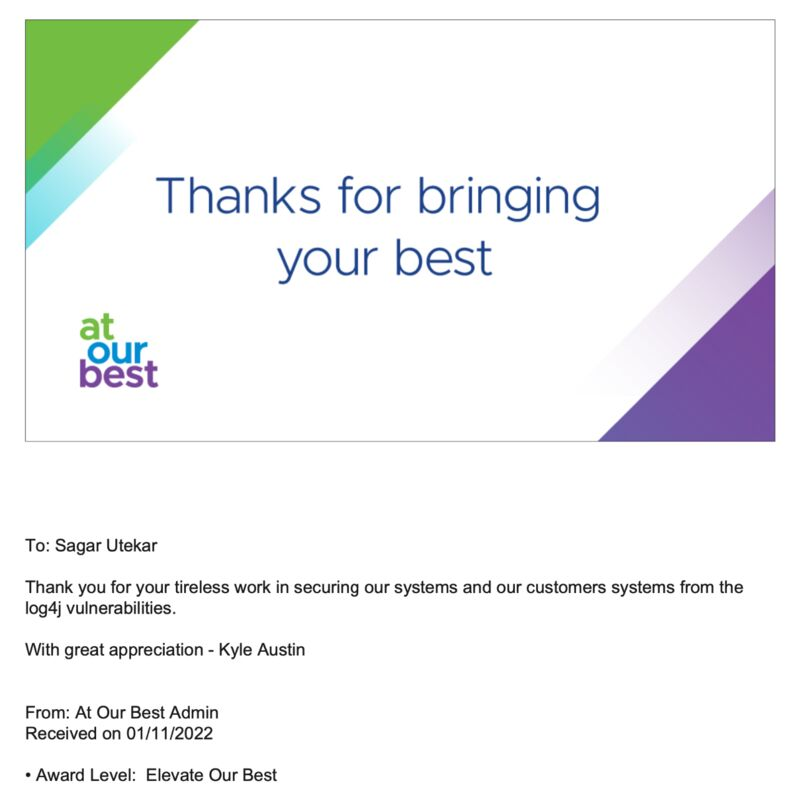 Thanks for bringing
your best
at
our
best
To: Sagar Utekar
Thank you for your tireless work in securing our systems and our customers systems from the
log4j vulnerabilities.
With great appreciation - Kyle Austin
From: At Our Best Admin
Received on 01/11/2022
• Award Level:  Elevate Our Best